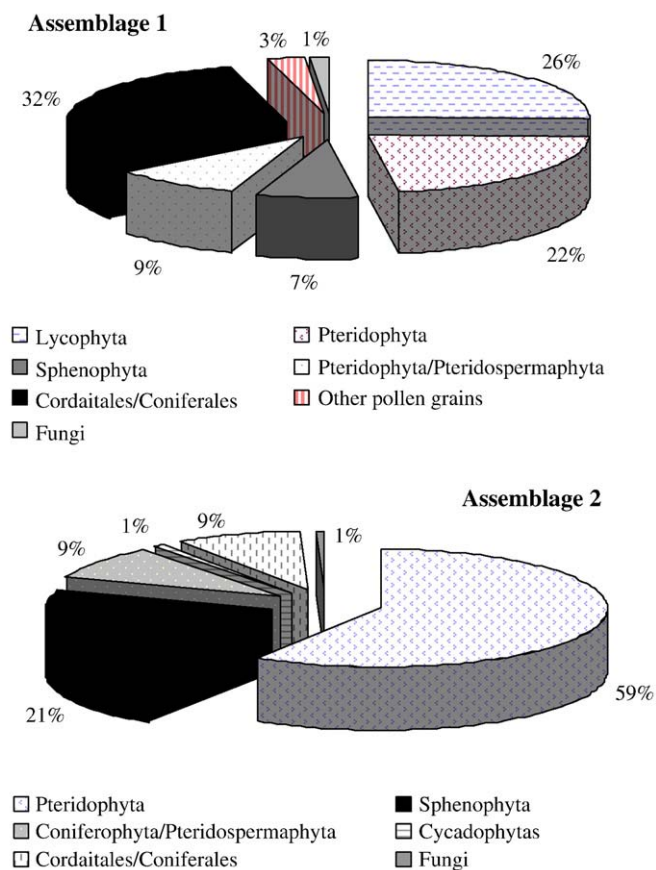 Assemblage 1
3% 1%
26%
32%
9%
7%
22%
Lycophyta Pteridophyta
Sphenophyta Pteridophyta/Pteridospermaphyta
Cordaitales/Coniferales Other pollen grains
Fungi
Assemblage 2
1% 9% 1%
9%
21%
59%
Pteridophyta Sphenophyta
Coniferophyta/Pteridospermaphyta Cycadophytas
Cordaitales/Coniferales Fungi